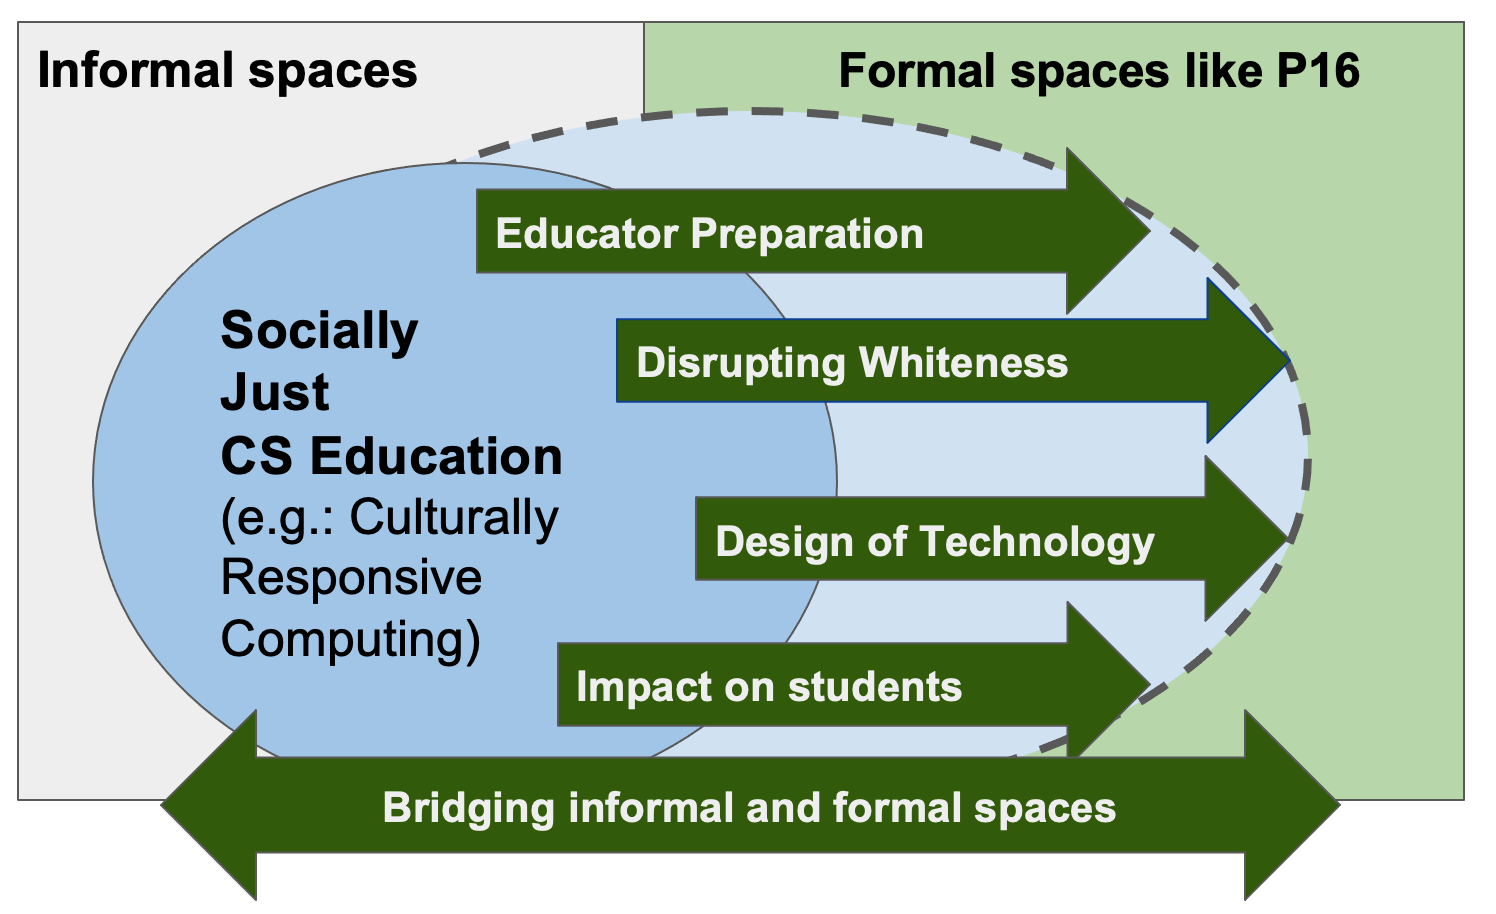 Informal spaces
Formal spaces like P16
Educator Preparation
Disrupting Whiteness
Socially
Just
CS Education
(e.g.: Culturally
Responsive
Computing)
Design of Technology
Impact on students
Bridging informal and formal spaces